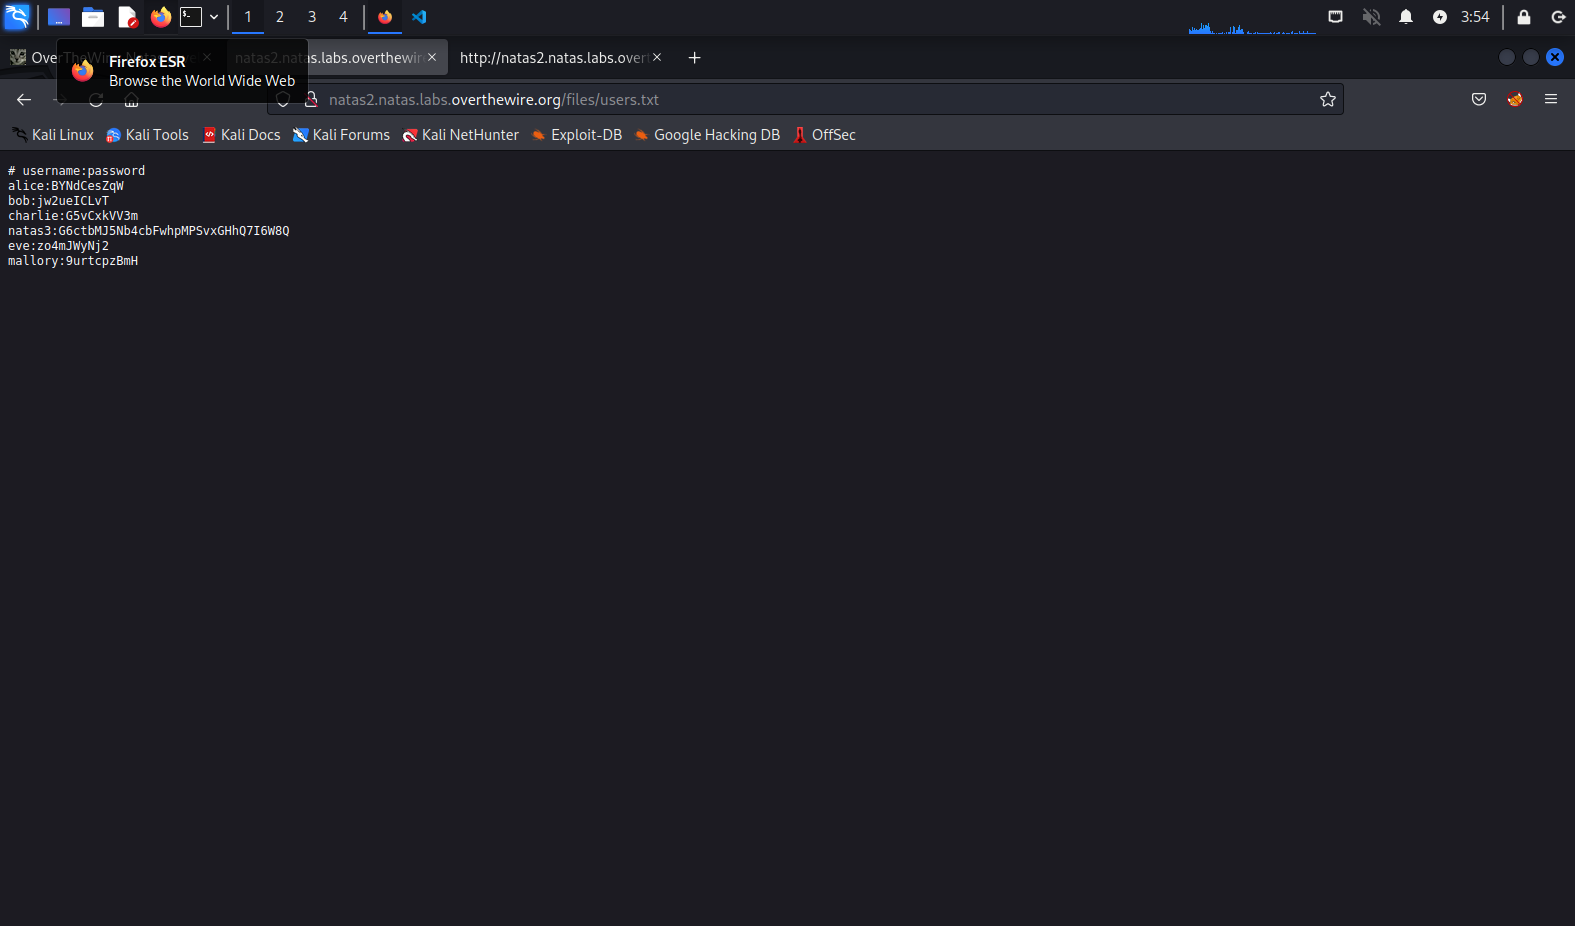 1 2 3 4 3:54
natas2.natas.labs.overthewir http://natas2.natas.labs.over
Firefox ESR
Browse the World Wide Web
natas2.natas.labs.overthewire.org/files/users.txt
Kali Linux Kali Tools Kali Docs Kali Forums Kali NetHunter Exploit-DB Google Hacking DB OffSec
# username:password
alice:BYNdCesZqW
bob:jw2ueICLvT
charlie:G5vCxkVV3m
natas3:G6ctbMJ5Nb4cbFwhpMPSvxGHhQ7I6W8Q
eve:zo4mJWyNj2
mallory:9urtcpzBmH